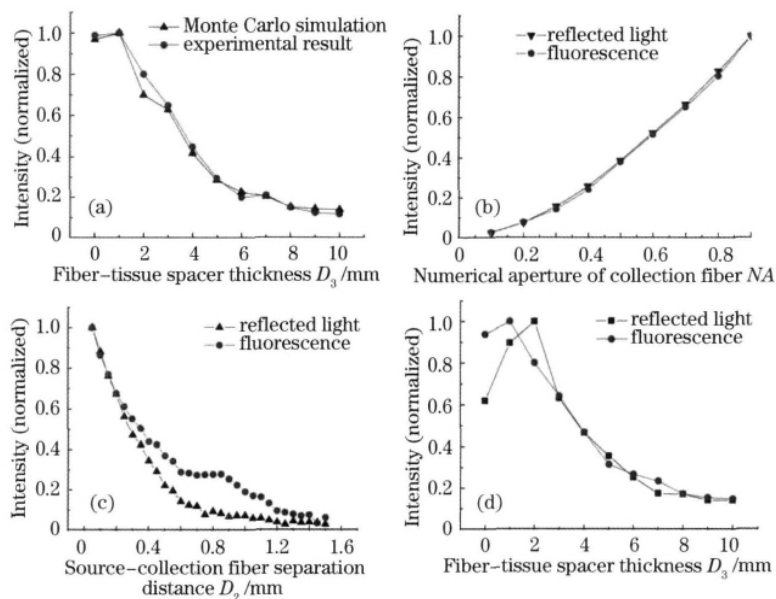 Monte Carlo simulation
experimental result
Intensity (normalized)
1.0
0.8
0.6
0.4
0.2
0
(a)
0 2 4 6 8 10
Fiber–tissue spacer thickness D₃/mm
reflected light
fluorescence
Intensity (normalized)
1.0
0.8
0.6
0.4
0.2
0
(b)
0 0.2 0.4 0.6 0.8
Numerical aperture of collection fiber NA
reflected light
fluorescence
Intensity (normalized)
1.0
0.8
0.6
0.4
0.2
0
(c)
0 0.4 0.8 1.2 1.6
Source–collection fiber separation
distance D₂/mm
reflected light
fluorescence
Intensity (normalized)
1.0
0.8
0.6
0.4
0.2
0
(d)
0 2 4 6 8 10
Fiber–tissue spacer thickness D₃/mm